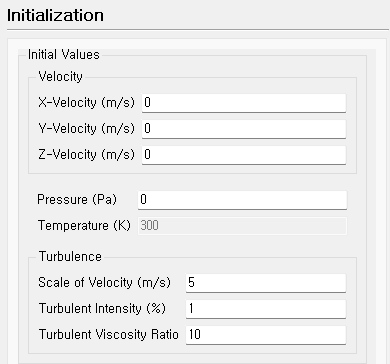 Initialization
Initial Values
Velocity
X-Velocity (m/s) 0
Y-Velocity (m/s) 0
Z-Velocity (m/s) 0
Pressure (Pa) 0
Temperature (K) 300
Turbulence
Scale of Velocity (m/s) 5
Turbulent Intensity (%) 1
Turbulent Viscosity Ratio 10